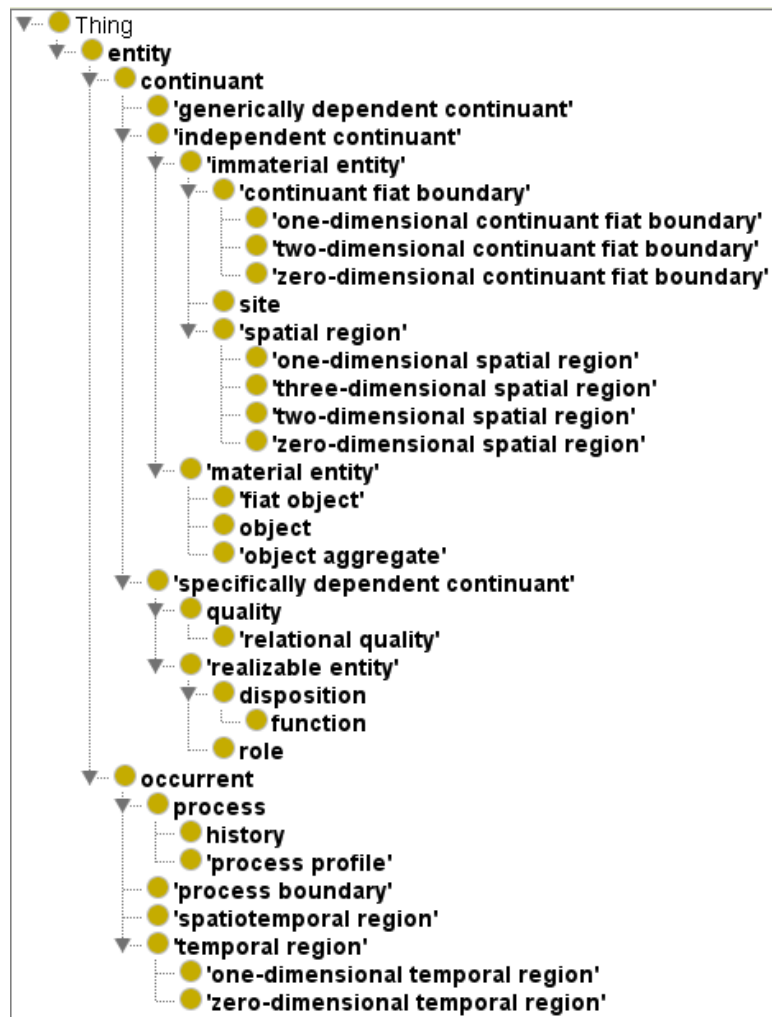 Thing
entity
continuant
'generically dependent continuant'
'independent continuant'
'immaterial entity'
'continuant fiat boundary'
'one-dimensional continuant fiat boundary'
'two-dimensional continuant fiat boundary'
'zero-dimensional continuant fiat boundary'
site
'spatial region'
'one-dimensional spatial region'
'three-dimensional spatial region'
'two-dimensional spatial region'
'zero-dimensional spatial region'
'material entity'
'fiat object'
object
'object aggregate'
'specifically dependent continuant'
quality
'relational quality'
'realizable entity'
disposition
function
role
occurrent
process
history
'process profile'
'process boundary'
'spatiotemporal region'
'temporal region'
'one-dimensional temporal region'
'zero-dimensional temporal region'